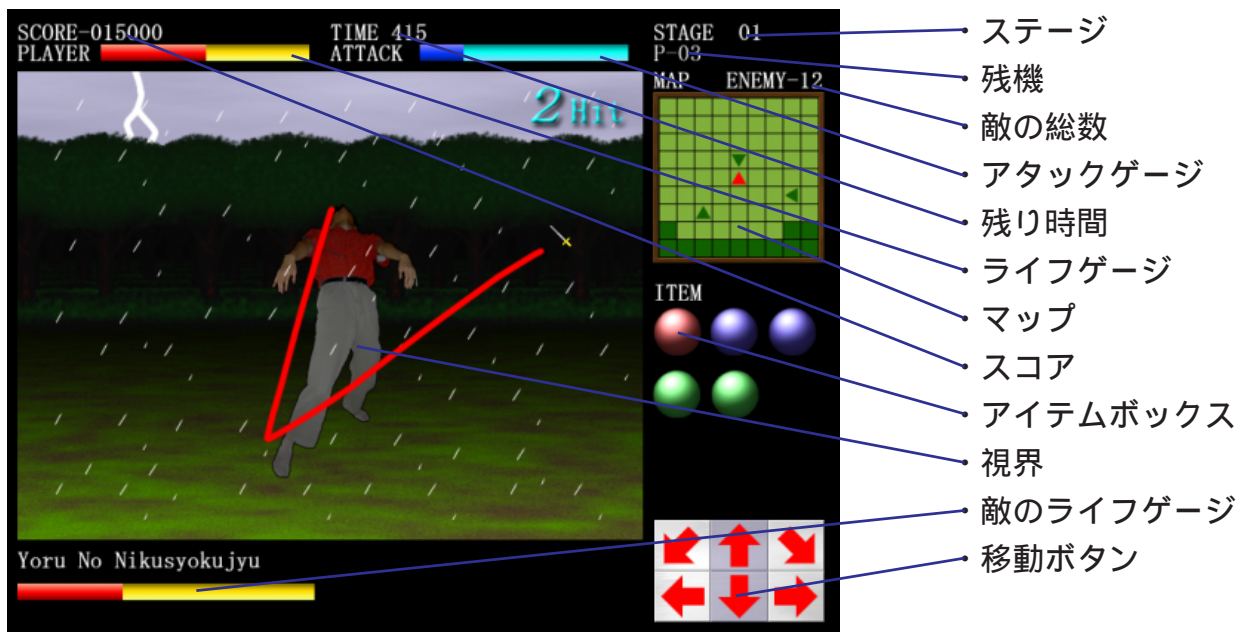 SCORE-015000
TIME 415
STAGE 01
PLAYER
ATTACK
P-03
MAP ENEMY-12
2 Hit
ITEM
Yoru No Nikusyokujyu
ステージ
残機
敵の総数
アタックゲージ
残り時間
ライフゲージ
マップ
スコア
アイテムボックス
視界
敵のライフゲージ
移動ボタン